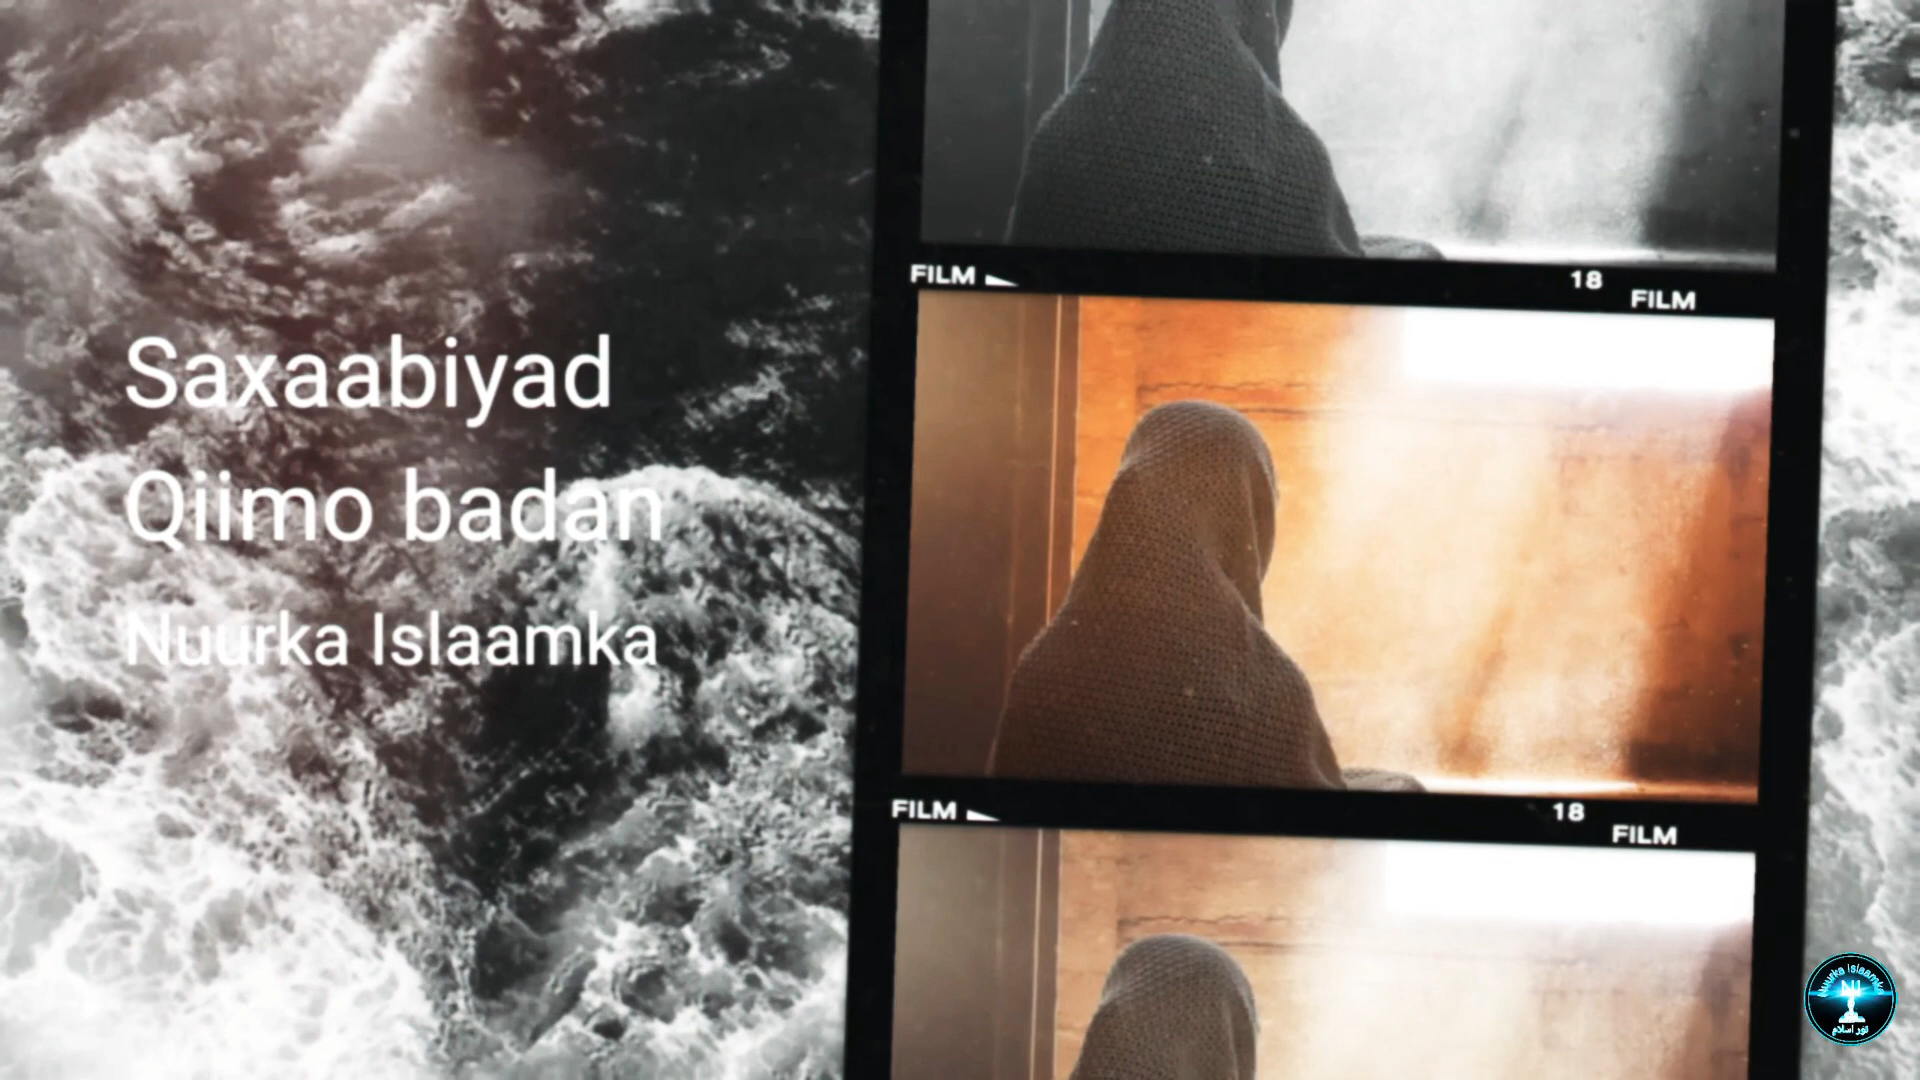 FILM
18
FILM
Saxaabiyad
Qiimo badan
Nuurka Islaamka
FILM
18
FILM
Nuurka Islaamka
NI
نور اسلام